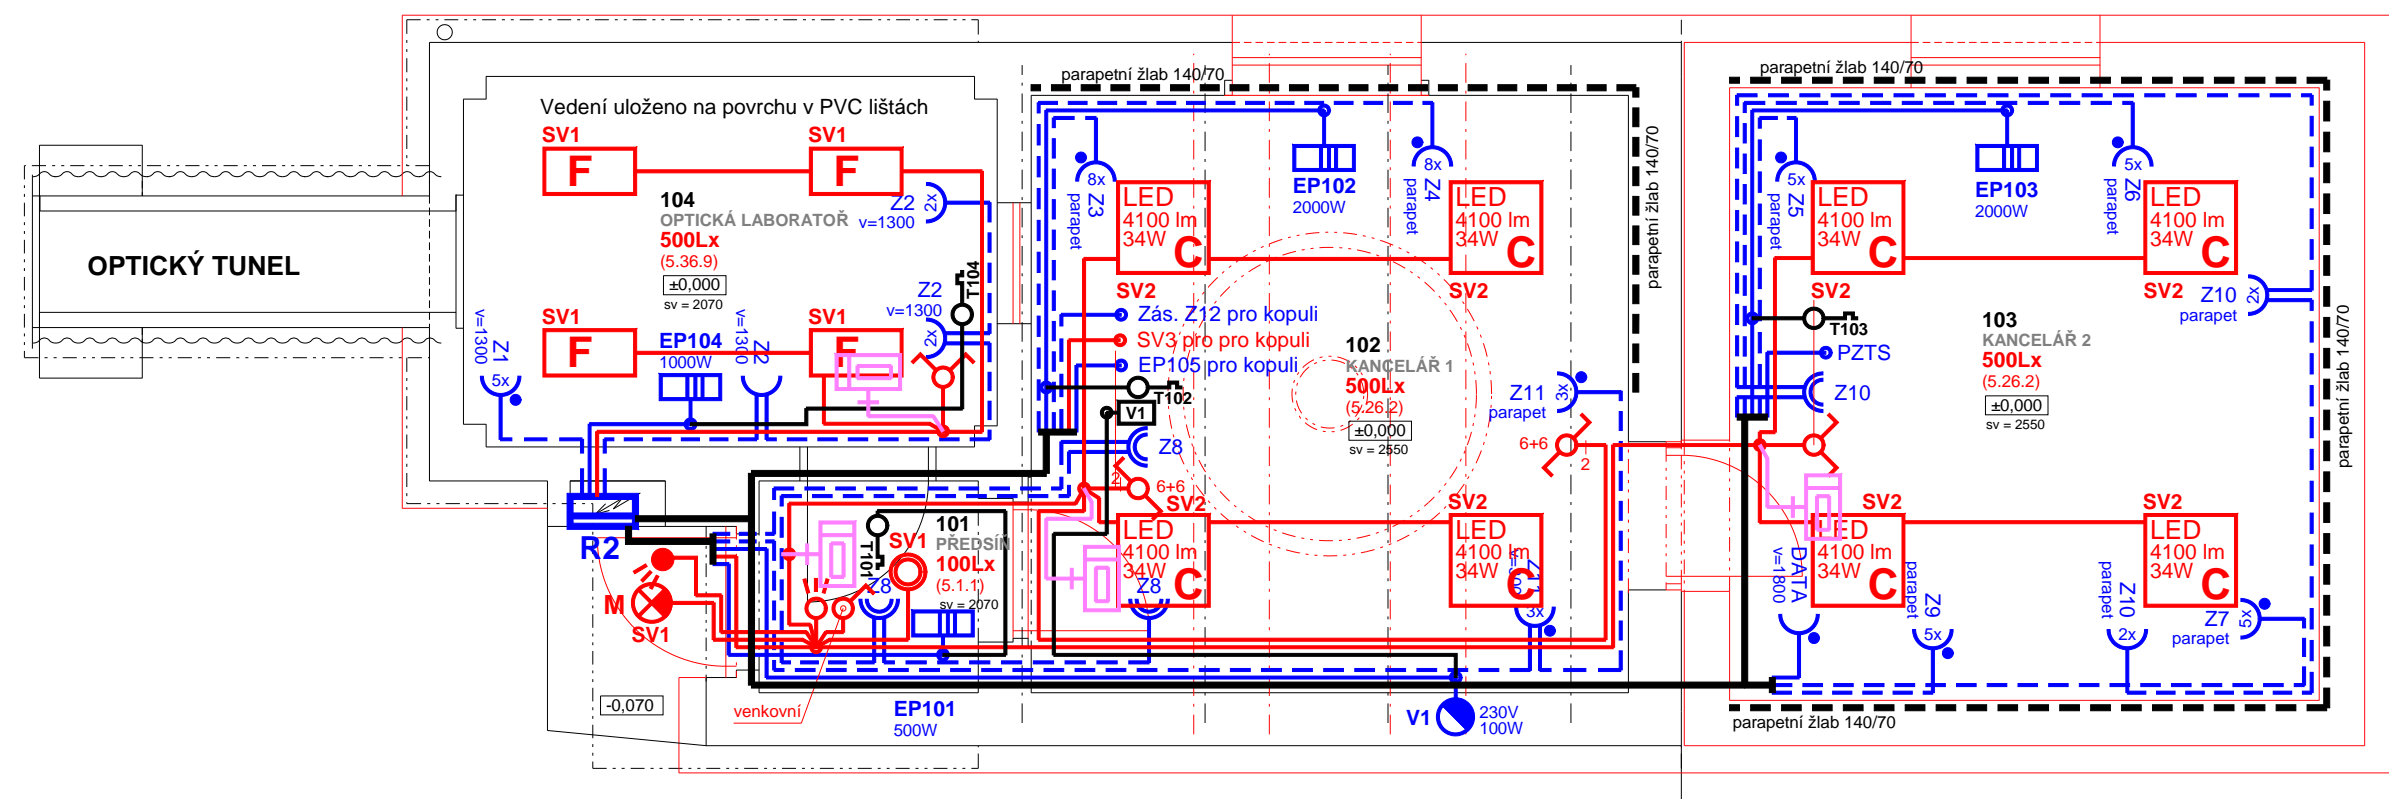 parapetní žlab 140/70
parapetní žlab 140/70
Vedení uloženo na povrchu v PVC lištách
SV1
F
SV1
F
104
OPTICKÁ LABORATOŘ
500Lx
(5.36.9)
±0,000
sv = 2070
Z2
2x
v=1300
T104
Z2
v=1300
2x
OPTICKÝ TUNEL
SV1
F
SV1
F
EP104
1000W
v=1300
Z1
5x
v=1300
Z2
8x
Z3
parapet
EP102
2000W
8x
Z4
parapet
parapetní žlab 140/70
LED
4100 lm
34W
C
SV2
LED
4100 lm
34W
C
SV2
Zás. Z12 pro kopuli
SV3 pro pro kopuli
EP105 pro kopuli
102
KANCELÁŘ 1
500Lx
(5.26.2)
±0,000
sv = 2550
T102
V1
Z8
2
6+6
SV2
LED
4100 lm
34W
C
Z8
Z11
3x
parapet
6+6
2
SV2
LED
4100 lm
34W
C
Z11
3x
5x
Z5
parapet
EP103
2000W
5x
Z6
parapet
LED
4100 lm
34W
C
SV2
LED
4100 lm
34W
C
SV2
Z10
2x
parapet
T103
PZTS
Z10
103
KANCELÁŘ 2
500Lx
(5.26.2)
±0,000
sv = 2550
parapetní žlab 140/70
SV2
LED
4100 lm
34W
C
SV2
LED
4100 lm
34W
C
DATA
v=1800
Z9
parapet
5x
Z10
parapet
2x
Z7
5x
parapet
parapetní žlab 140/70
R2
M
SV1
T101
SV1
101
PŘEDSÍŇ
100Lx
(5.1.1)
sv = 2070
Z8
venkovní
-0,070
EP101
500W
V1
230V
100W